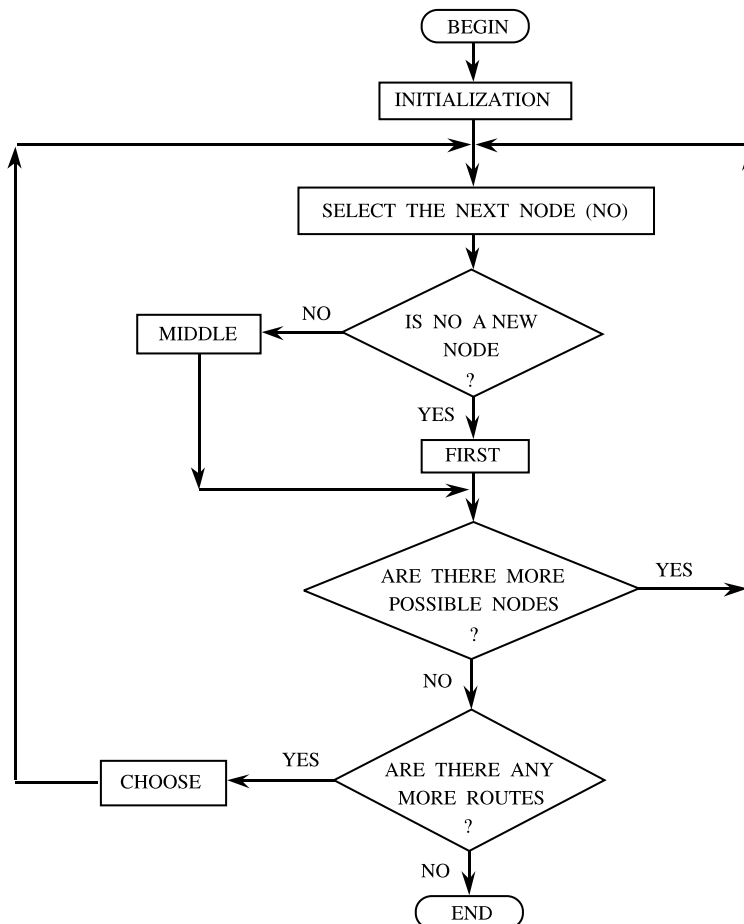 BEGIN
INITIALIZATION
SELECT THE NEXT NODE (NO)
IS NO A NEW
NODE
?
NO
MIDDLE
YES
FIRST
ARE THERE MORE
POSSIBLE NODES
?
YES
NO
ARE THERE ANY
MORE ROUTES
?
YES
CHOOSE
NO
END